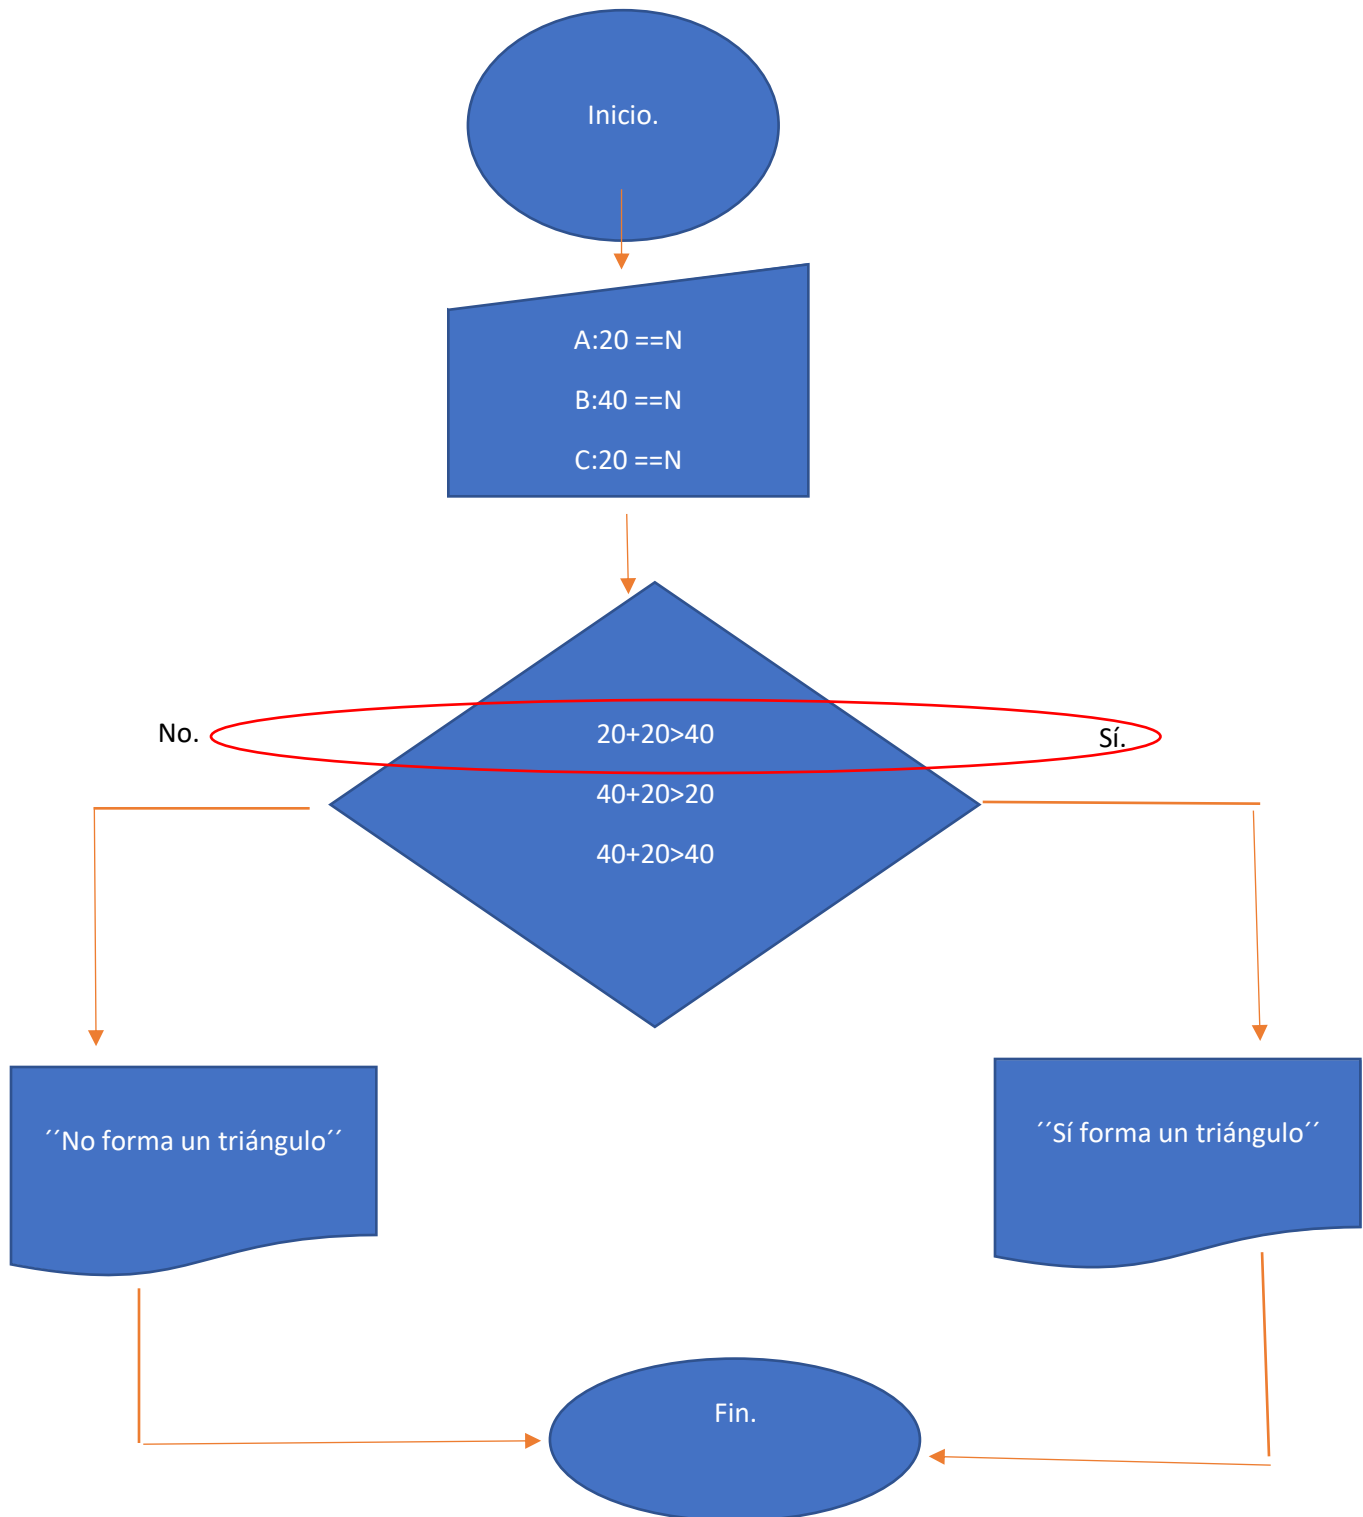 Inicio.
A:20 ==N
B:40 ==N
C:20 ==N
No.
20+20>40
Sí.
40+20>20
40+20>40
´´No forma un triángulo´´
´´Sí forma un triángulo´´
Fin.